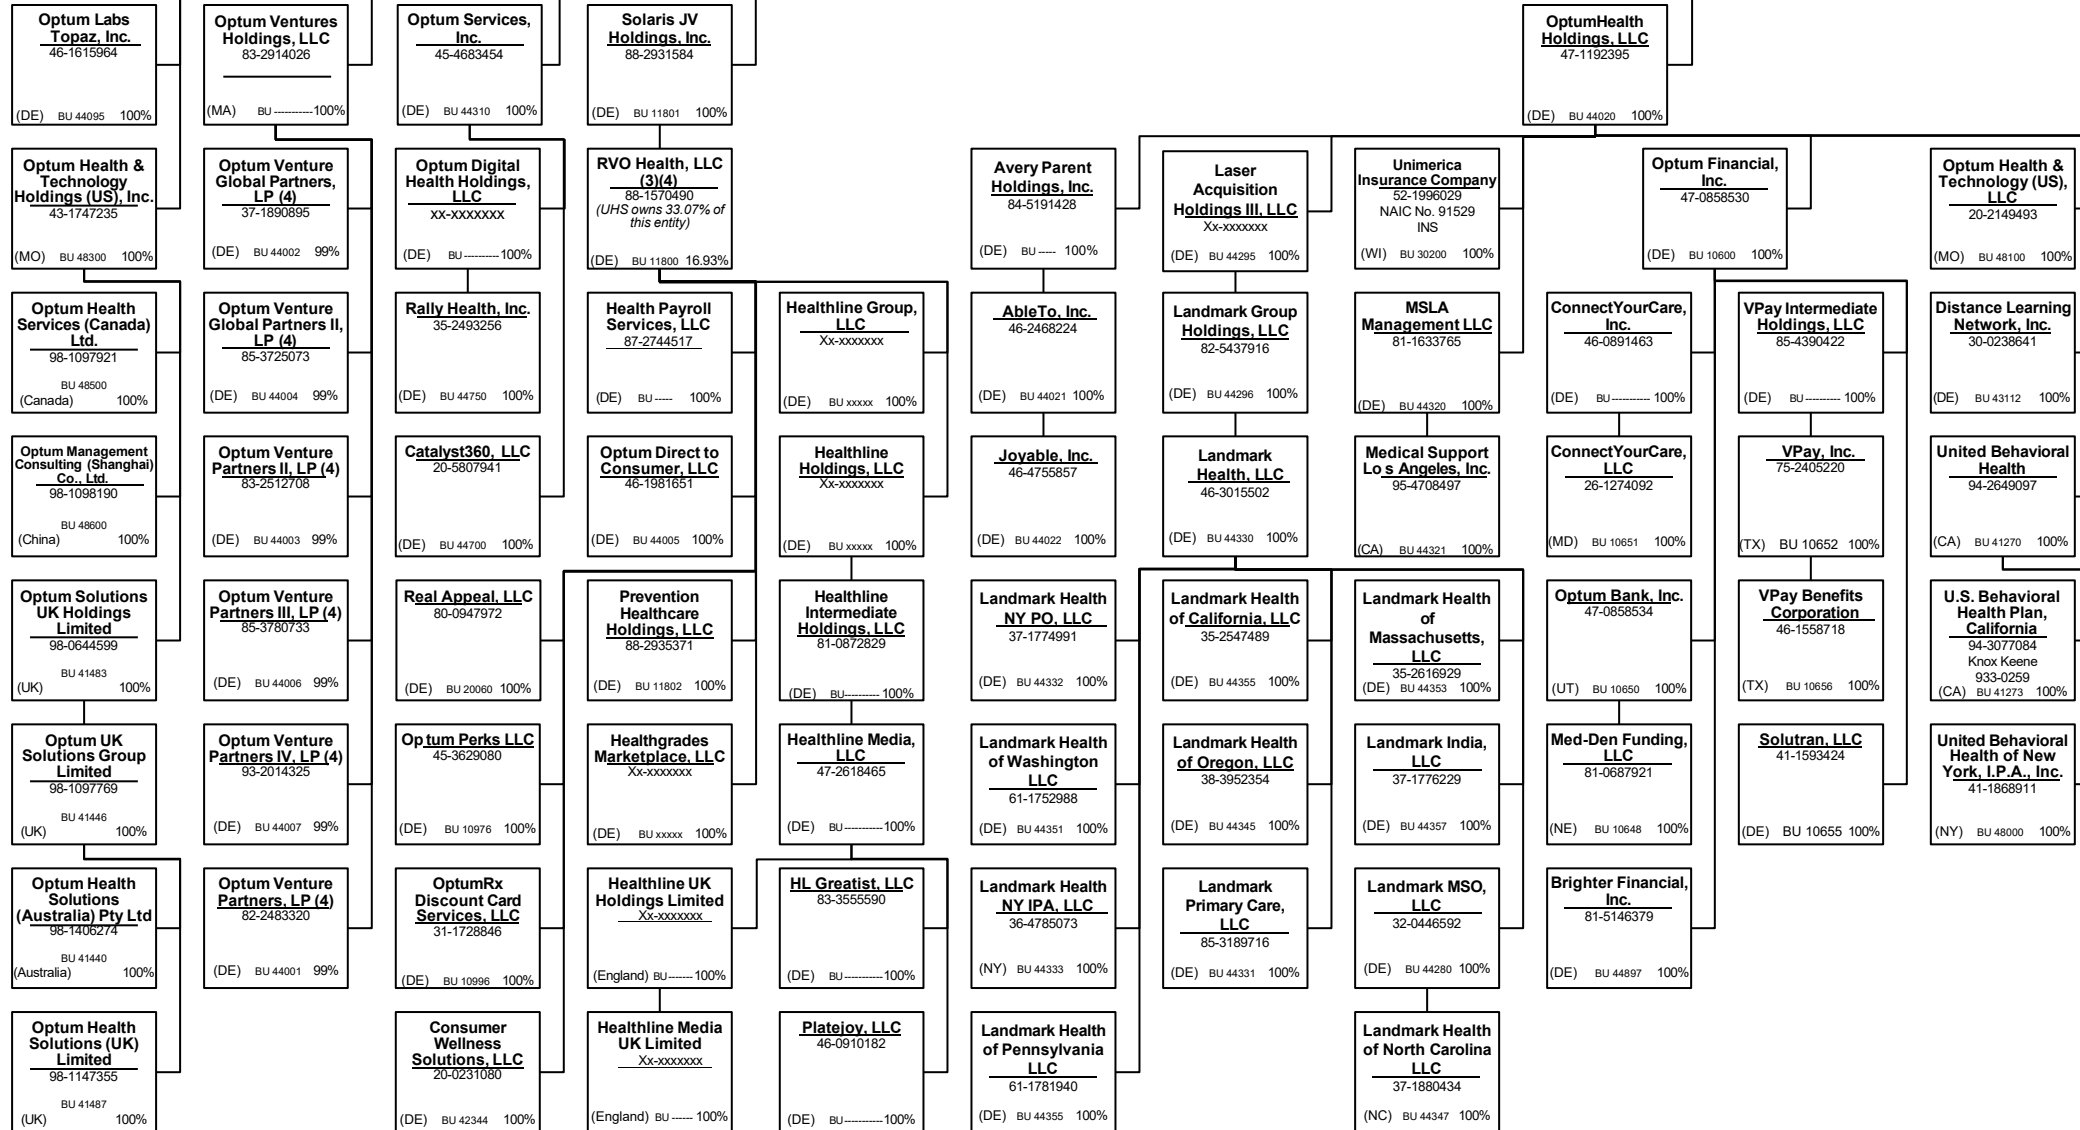 Optum Labs
Topaz, Inc.
46-1615964
(DE) BU 44095 100%
Optum Ventures
Holdings, LLC
83-2914026
(MA) BU -----------100%
Optum Services,
Inc.
45-4683454
(DE) BU 44310 100%
Solaris JV
Holdings, Inc.
88-2931584
(DE) BU 11801 100%
OptumHealth
Holdings, LLC
47-1192395
(DE) BU 44020 100%
Optum Health &
Technology
Holdings (US), Inc.
43-1747235
(MO) BU 48300 100%
Optum Venture
Global Partners,
LP (4)
37-1890895
(DE) BU 44002 99%
Optum Digital
Health Holdings,
LLC
xx-xxxxxxx
(DE) BU ----------100%
RVO Health, LLC
(3)(4)
88-1570490
(UHS owns 33.07% of
this entity)
(DE) BU 11800 16.93%
Avery Parent
Holdings, Inc.
84-5191428
(DE) BU ----- 100%
Laser
Acquisition
Holdings III, LLC
Xx-xxxxxxx
(DE) BU 44295 100%
Unimerica
Insurance Company
52-1996029
NAIC No. 91529
INS
(WI) BU 30200 100%
Optum Financial,
Inc.
47-0858530
(DE) BU 10600 100%
Optum Health &
Technology (US),
LLC
20-2149493
(MO) BU 48100 100%
Optum Health
Services (Canada)
Ltd.
98-1097921
BU 48500
(Canada) 100%
Optum Venture
Global Partners II,
LP (4)
85-3725073
(DE) BU 44004 99%
Rally Health, Inc.
35-2493256
(DE) BU 44750 100%
Health Payroll
Services, LLC
87-2744517
(DE) BU ----- 100%
Healthline Group,
LLC
Xx-xxxxxxx
(DE) BU xxxxx 100%
AbleTo, Inc.
46-2468224
(DE) BU 44021 100%
Landmark Group
Holdings, LLC
82-5437916
(DE) BU 44296 100%
MSLA
Management LLC
81-1633765
(DE) BU 44320 100%
ConnectYourCare,
Inc.
46-0891463
(DE) BU----------- 100%
VPay Intermediate
Holdings, LLC
85-4390422
(DE) BU---------- 100%
Distance Learning
Network, Inc.
30-0238641
(DE) BU 43112 100%
Optum Management
Consulting (Shanghai)
Co., Ltd.
98-1098190
BU 48600
(China) 100%
Optum Venture
Partners II, LP (4)
83-2512708
(DE) BU 44003 99%
Catalyst360, LLC
20-5807941
(DE) BU 44700 100%
Optum Direct to
Consumer, LLC
46-1981651
(DE) BU 44005 100%
Healthline
Holdings, LLC
Xx-xxxxxxx
(DE) BU xxxxx 100%
Joyable, Inc.
46-4755857
(DE) BU 44022 100%
Landmark
Health, LLC
46-3015502
(DE) BU 44330 100%
Medical Support
Lo s Angeles, Inc.
95-4708497
(CA) BU 44321 100%
ConnectYourCare,
LLC
26-1274092
(MD) BU 10651 100%
VPay, Inc.
75-2405220
(TX) BU 10652 100%
United Behavioral
Health
94-2649097
(CA) BU 41270 100%
Optum Solutions
UK Holdings
Limited
98-0644599
BU 41483
(UK) 100%
Optum Venture
Partners III, LP (4)
85-3780733
(DE) BU 44006 99%
Real Appeal, LLC
80-0947972
(DE) BU 20060 100%
Prevention
Healthcare
Holdings, LLC
88-2935371
(DE) BU 11802 100%
Healthline
Intermediate
Holdings, LLC
81-0872829
(DE) BU---------- 100%
Landmark Health
NY PO, LLC
37-1774991
(DE) BU 44332 100%
Landmark Health
of California, LLC
35-2547489
(DE) BU 44355 100%
Landmark Health
of
Massachusetts,
LLC
35-2616929
(DE) BU 44353 100%
Optum Bank, Inc.
47-0858534
(UT) BU 10650 100%
VPay Benefits
Corporation
46-1558718
(TX) BU 10656 100%
U.S. Behavioral
Health Plan,
California
94-3077084
Knox Keene
933-0259
(CA) BU 41273 100%
Optum UK
Solutions Group
Limited
98-1097769
BU 41446
(UK) 100%
Optum Venture
Partners IV, LP (4)
93-2014325
(DE) BU 44007 99%
Optum Perks LLC
45-3629080
(DE) BU 10976 100%
Healthgrades
Marketplace, LLC
Xx-xxxxxxx
(DE) BU xxxxx 100%
Healthline Media,
LLC
47-2618465
(DE) BU-----------100%
Landmark Health
of Washington
LLC
61-1752988
(DE) BU 44351 100%
Landmark Health
of Oregon, LLC
38-3952354
(DE) BU 44345 100%
Landmark India,
LLC
37-1776229
(DE) BU 44357 100%
Med-Den Funding,
LLC
81-0687921
(NE) BU 10648 100%
Solutran, LLC
41-1593424
(DE) BU 10655 100%
United Behavioral
Health of New
York, I.P.A., Inc.
41-1868911
(NY) BU 48000 100%
Optum Health
Solutions
(Australia) Pty Ltd
98-1406274
BU 41440
(Australia) 100%
Optum Venture
Partners, LP (4)
82-2483320
(DE) BU 44001 99%
OptumRx
Discount Card
Services, LLC
31-1728846
(DE) BU 10996 100%
Healthline UK
Holdings Limited
Xx-xxxxxxx
(England) BU------- 100%
HL Greatist, LLC
83-3555590
(DE) BU-----------100%
Landmark Health
NY IPA, LLC
36-4785073
(NY) BU 44333 100%
Landmark
Primary Care,
LLC
85-3189716
(DE) BU 44331 100%
Landmark MSO,
LLC
32-0446592
(DE) BU 44280 100%
Brighter Financial,
Inc.
81-5146379
(DE) BU 44897 100%
Optum Health
Solutions (UK)
Limited
98-1147355
BU 41487
(UK) 100%
Consumer
Wellness
Solutions, LLC
20-0231080
(DE) BU 42344 100%
Healthline Media
UK Limited
Xx-xxxxxxx
(England) BU ------ 100%
Platejoy, LLC
46-0910182
(DE) BU-----------100%
Landmark Health
of Pennsylvania
LLC
61-1781940
(DE) BU 44355 100%
Landmark Health
of North Carolina
LLC
37-1880434
(NC) BU 44347 100%